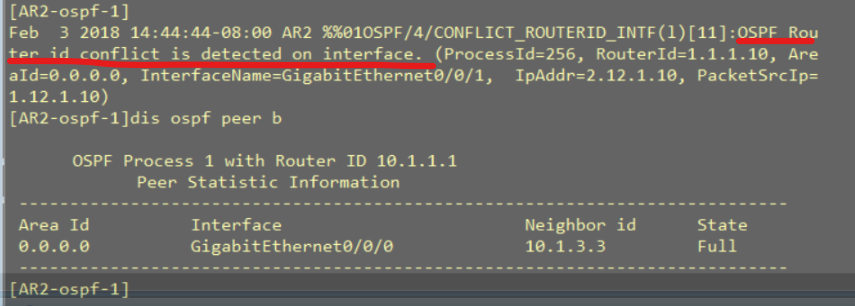 [AR2-ospf-1]
Feb  3 2018 14:44:44-08:00 AR2 %%01OSPF/4/CONFLICT_ROUTERID_INTF(l)[11]:OSPF Rou
ter id conflict is detected on interface. (ProcessId=256, RouterId=1.1.1.10, Are
aId=0.0.0.0, InterfaceName=GigabitEthernet0/0/1,  IpAddr=2.12.1.10, PacketSrcIp=
1.12.1.10)
[AR2-ospf-1]dis ospf peer b
OSPF Process 1 with Router ID 10.1.1.1
Peer Statistic Information
----------------------------------------------------------------------------
Area Id          Interface                        Neighbor id      State
0.0.0.0          GigabitEthernet0/0/0             10.1.3.3         Full
----------------------------------------------------------------------------
[AR2-ospf-1]